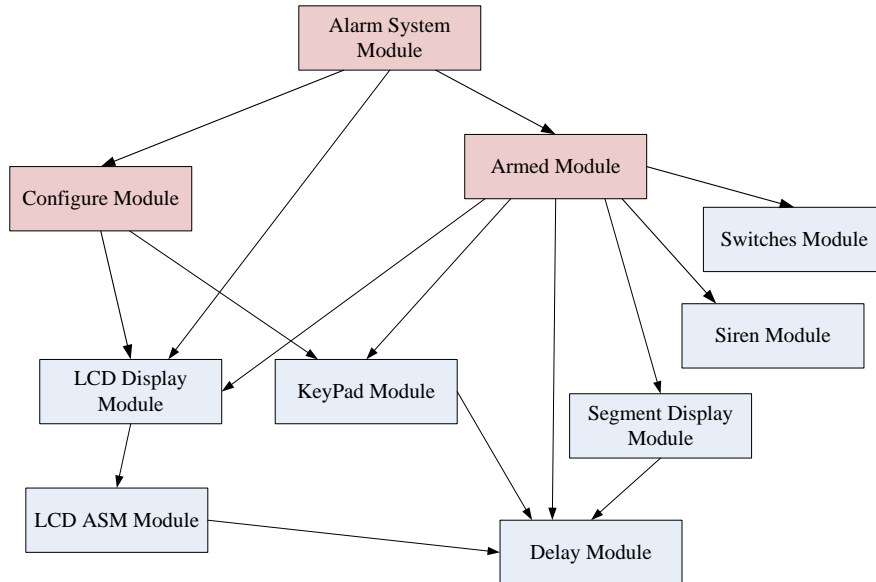 Alarm System
Module
Armed Module
Configure Module
Switches Module
Siren Module
LCD Display
Module
KeyPad Module
Segment Display
Module
LCD ASM Module
Delay Module